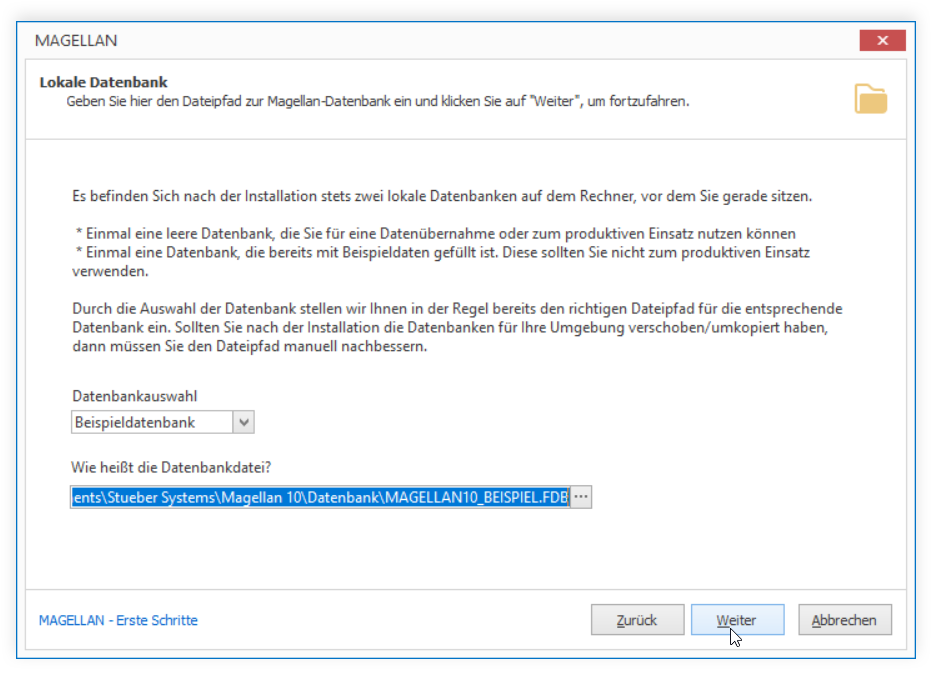 MAGELLAN
Lokale Datenbank
Geben Sie hier den Dateipfad zur Magellan-Datenbank ein und klicken Sie auf "Weiter", um fortzufahren.
Es befinden Sich nach der Installation stets zwei lokale Datenbanken auf dem Rechner, vor dem Sie gerade sitzen.
* Einmal eine leere Datenbank, die Sie für eine Datenübernahme oder zum produktiven Einsatz nutzen können
* Einmal eine Datenbank, die bereits mit Beispieldaten gefüllt ist. Diese sollten Sie nicht zum produktiven Einsatz
verwenden.
Durch die Auswahl der Datenbank stellen wir Ihnen in der Regel bereits den richtigen Dateipfad für die entsprechende
Datenbank ein. Sollten Sie nach der Installation die Datenbanken für Ihre Umgebung verschoben/umkopiert haben,
dann müssen Sie den Dateipfad manuell nachbessern.
Datenbankauswahl
Beispieldatenbank
Wie heißt die Datenbankdatei?
ents\Stueber Systems\Magellan 10\Datenbank\MAGELLAN10_BEISPIEL.FDB ...
MAGELLAN - Erste Schritte
Zurück
Weiter
Abbrechen